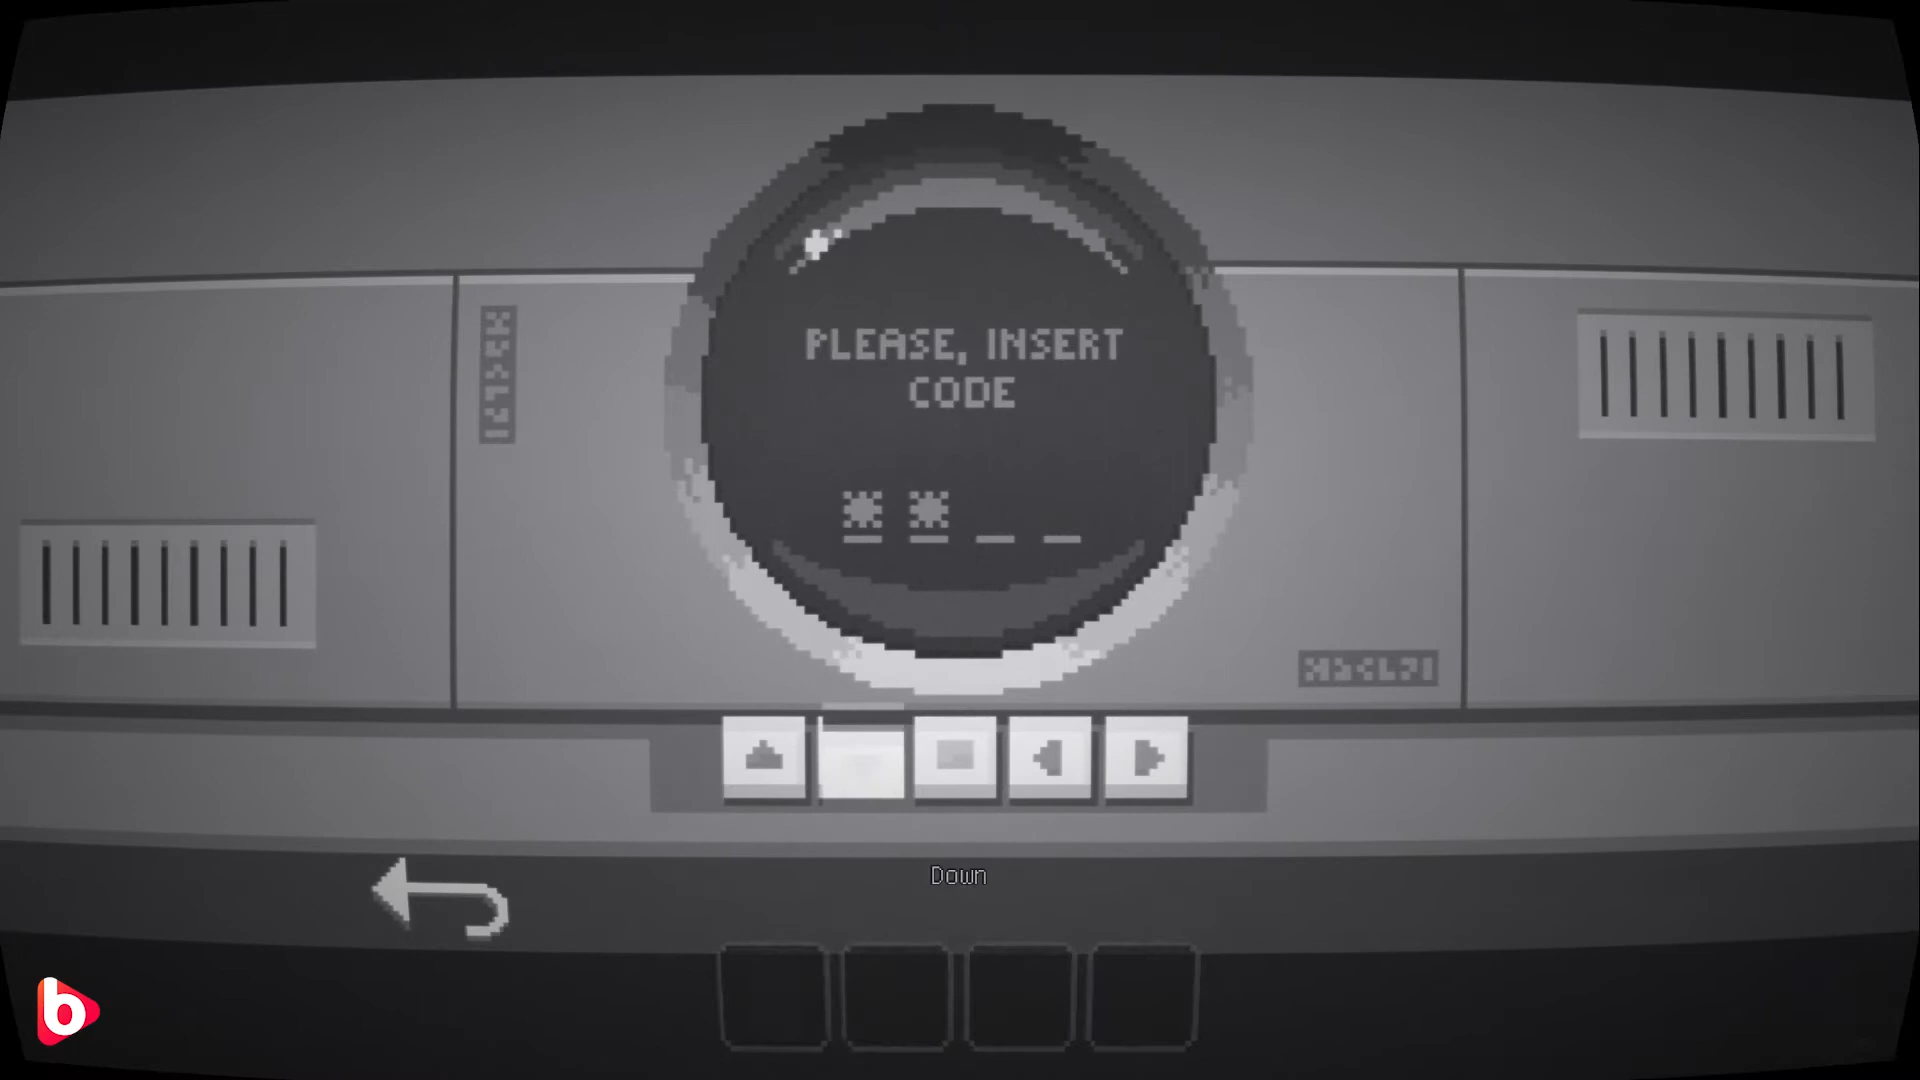 PLEASE, INSERT
CODE
** _ _
Down
b